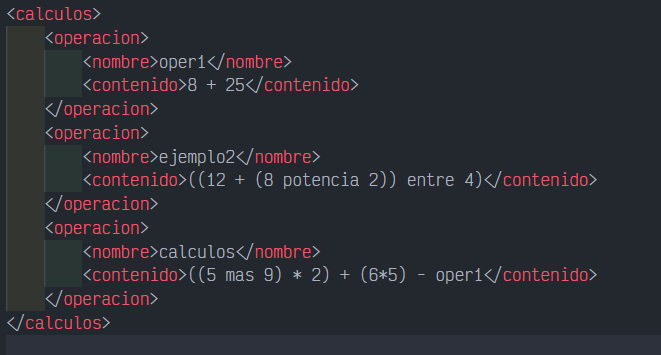 <calculos>
<operacion>
<nombre>oper1</nombre>
<contenido>8 + 25</contenido>
</operacion>
<operacion>
<nombre>ejemplo2</nombre>
<contenido>((12 + (8 potencia 2)) entre 4)</contenido>
</operacion>
<operacion>
<nombre>calculos</nombre>
<contenido>((5 mas 9) * 2) + (6*5) - oper1</contenido>
</operacion>
</calculos>